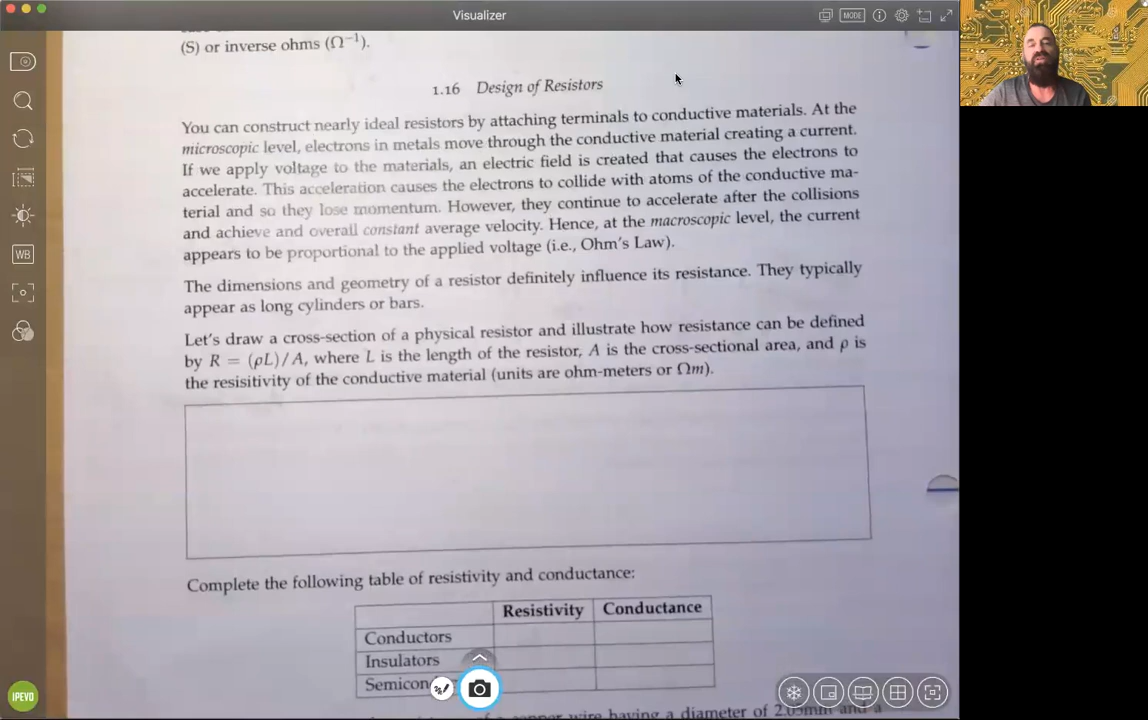 Visualizer
MODE
(S) or inverse ohms (Ω⁻¹).
1.16 Design of Resistors
You can construct nearly ideal resistors by attaching terminals to conductive materials. At the
microscopic level, electrons in metals move through the conductive material creating a current.
If we apply voltage to the materials, an electric field is created that causes the electrons to
accelerate. This acceleration causes the electrons to collide with atoms of the conductive ma-
terial and so they lose momentum. However, they continue to accelerate after the collisions
and achieve and overall constant average velocity. Hence, at the macroscopic level, the current
appears to be proportional to the applied voltage (i.e., Ohm's Law).
The dimensions and geometry of a resistor definitely influence its resistance. They typically
appear as long cylinders or bars.
Let's draw a cross-section of a physical resistor and illustrate how resistance can be defined
by R = (ρL)/A, where L is the length of the resistor, A is the cross-sectional area, and ρ is
the resisitivity of the conductive material (units are ohm-meters or Ωm).
Complete the following table of resistivity and conductance:
Resistivity Conductance
Conductors
Insulators
Semicon
wire having a diameter of 2.05mm and a
WB
IPEVO